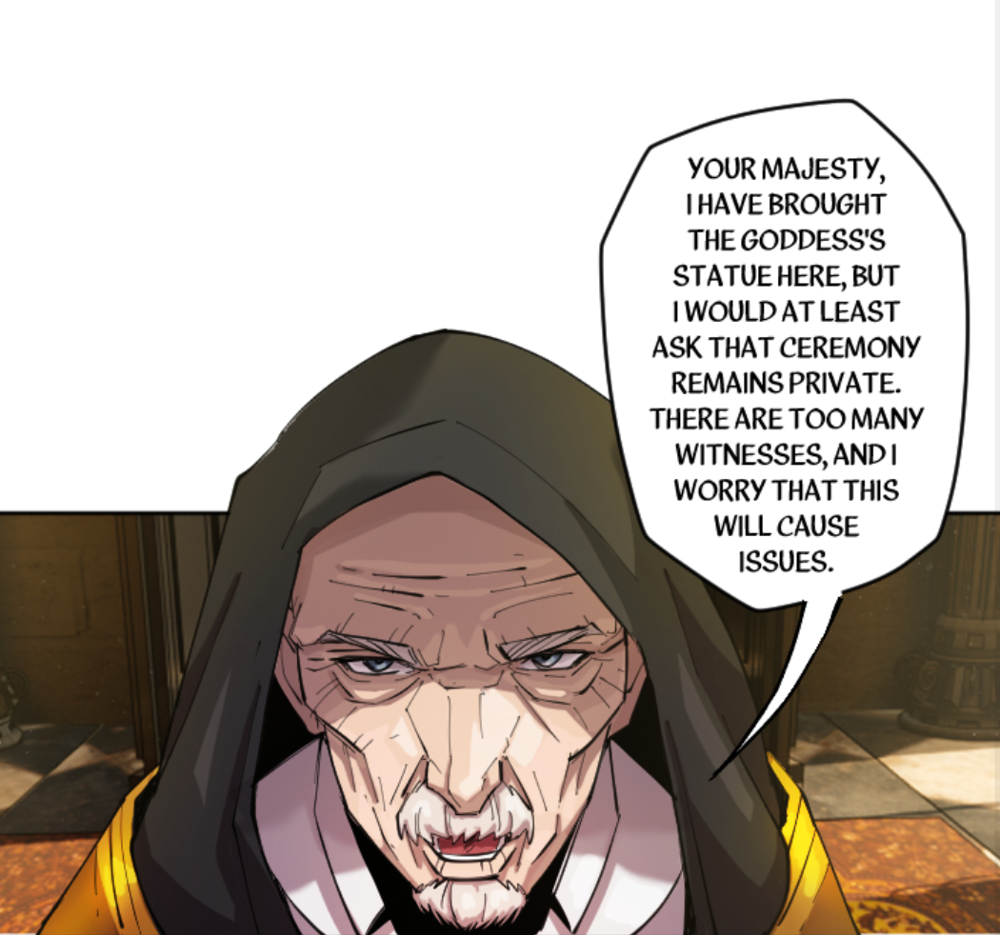 YOUR MAJESTY,
I HAVE BROUGHT
THE GODDESS'S
STATUE HERE, BUT
I WOULD AT LEAST
ASK THAT CEREMONY
REMAINS PRIVATE.
THERE ARE TOO MANY
WITNESSES, AND I
WORRY THAT THIS
WILL CAUSE
ISSUES.